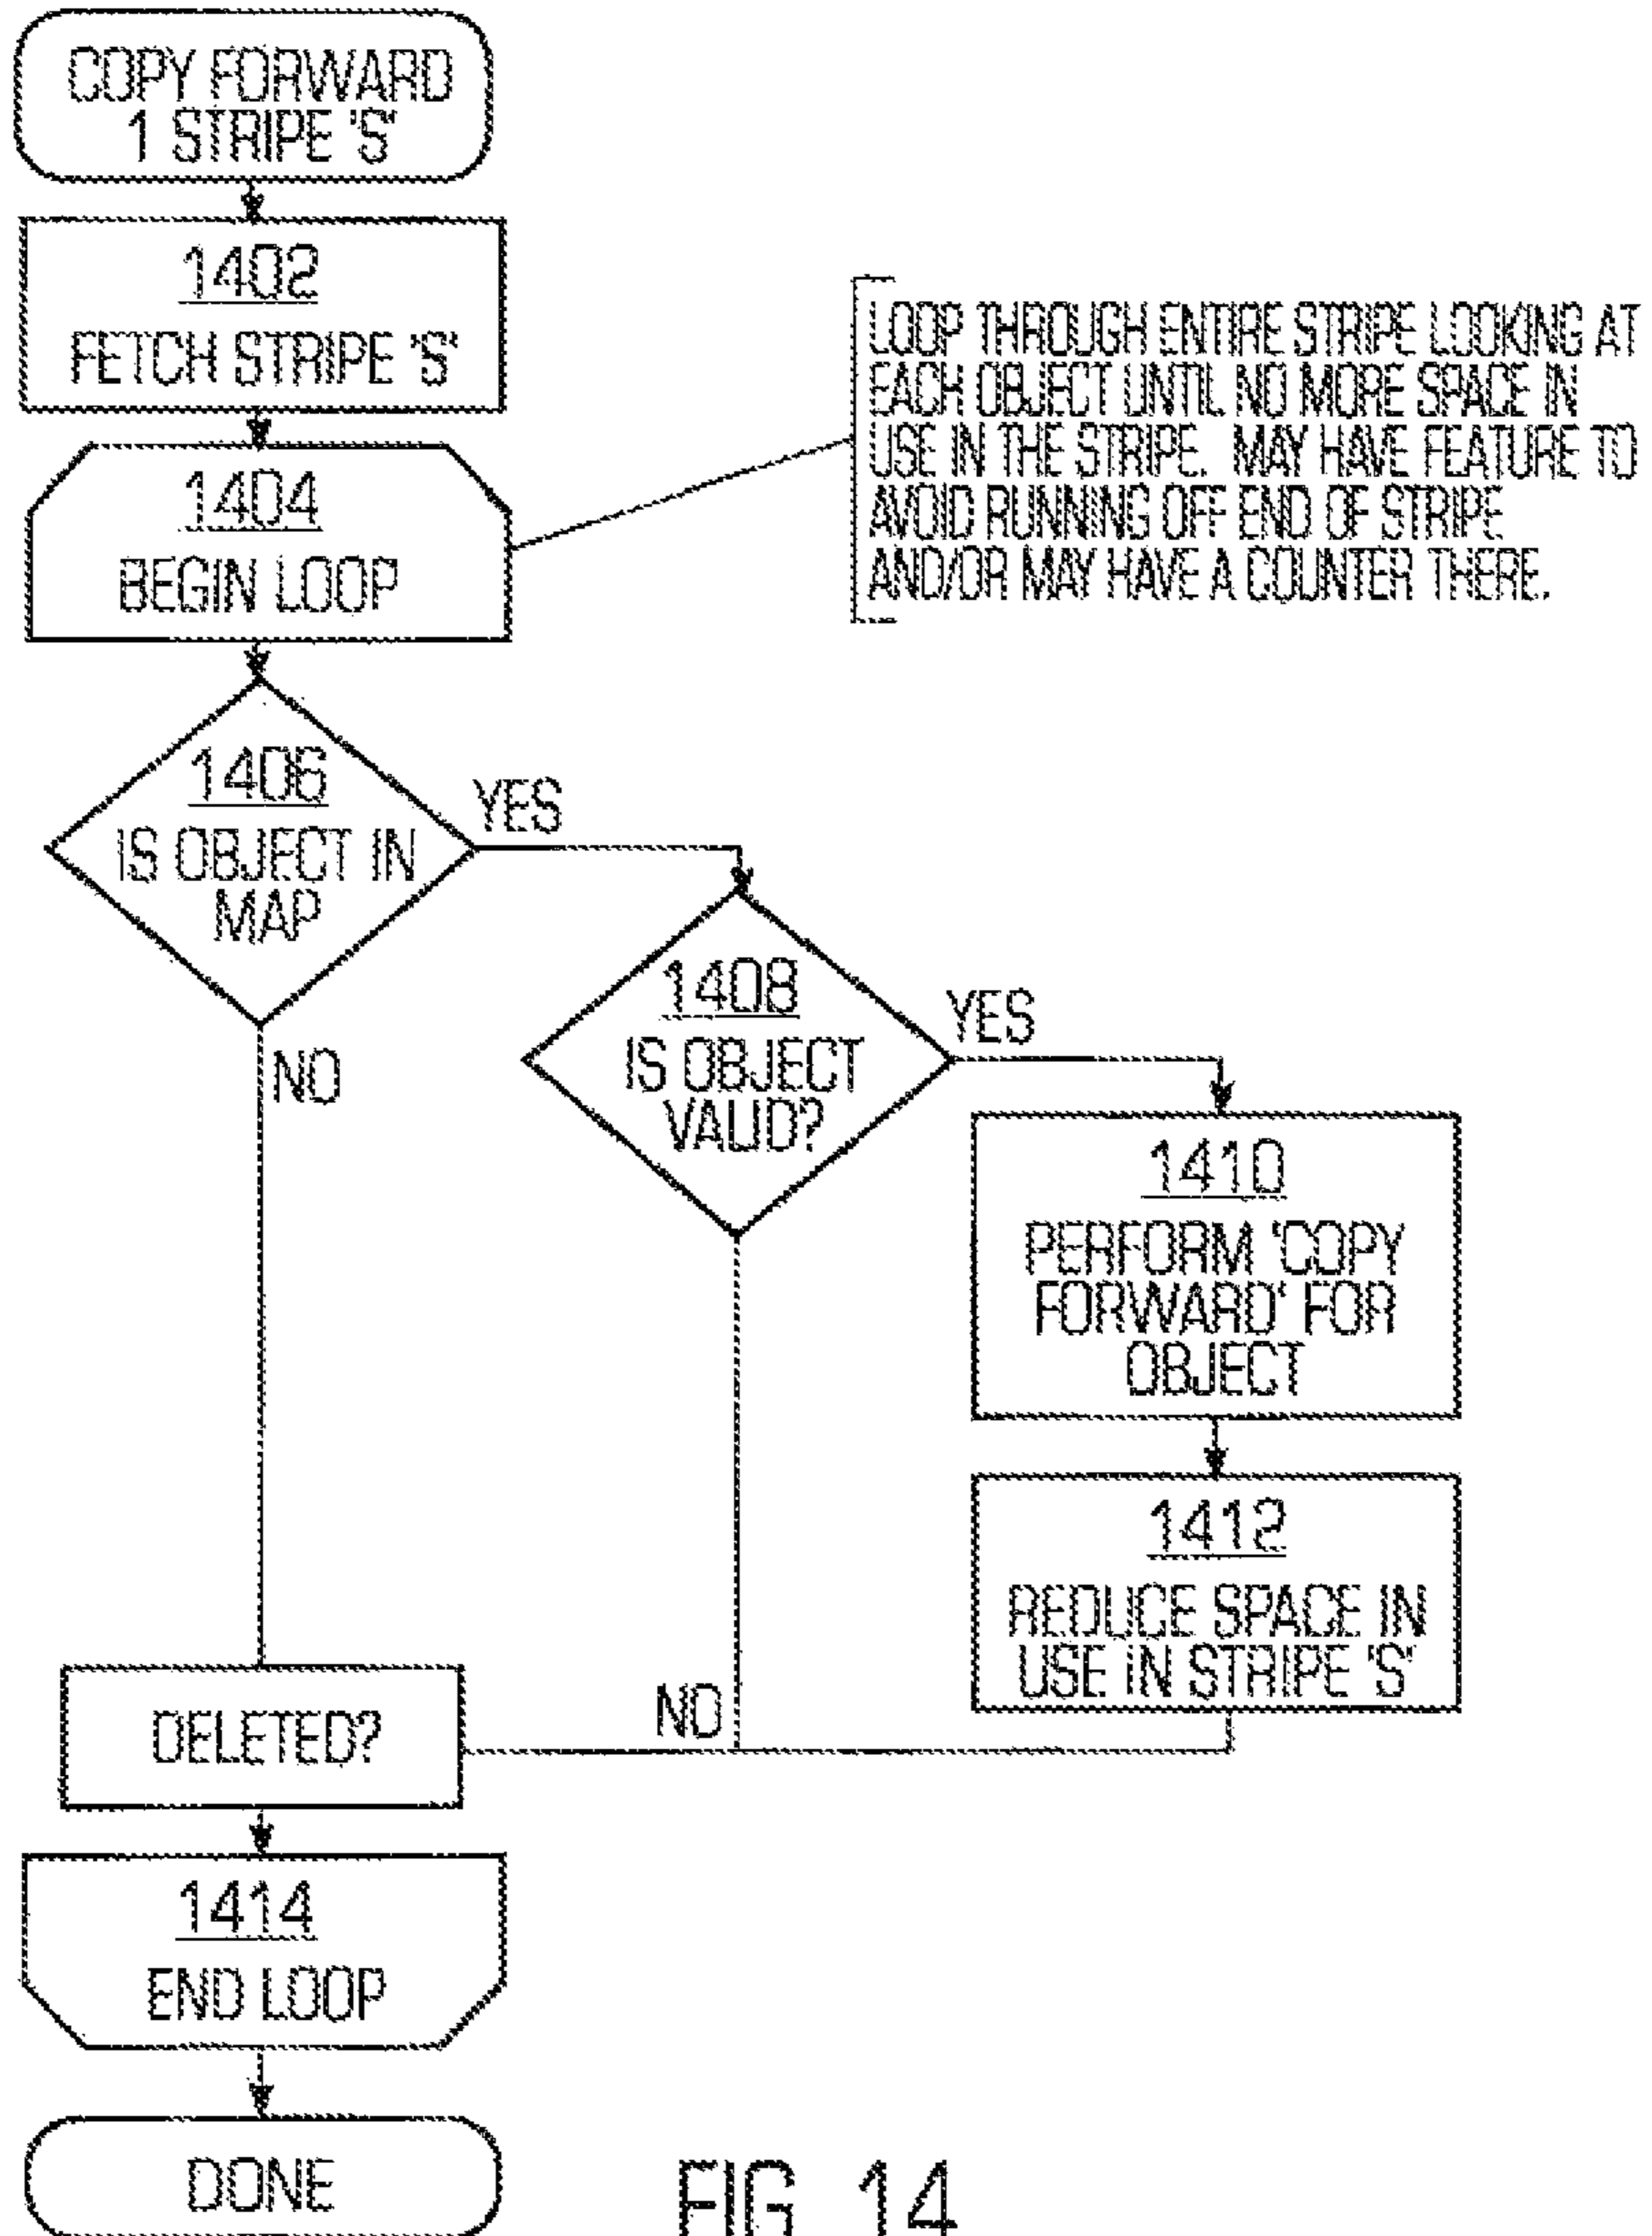 COPY FORWARD
1 STRIPE 'S'
1402
FETCH STRIPE 'S'
1404
BEGIN LOOP
LOOP THROUGH ENTIRE STRIPE LOOKING AT
EACH OBJECT UNTIL NO MORE SPACE IN
USE IN THE STRIPE. MAY HAVE FEATURE TO
AVOID RUNNING OFF END OF STRIPE
AND/OR MAY HAVE A COUNTER THERE.
1406
IS OBJECT IN
MAP
YES
NO
1408
IS OBJECT
VALID?
YES
NO
1410
PERFORM 'COPY
FORWARD' FOR
OBJECT
1412
REDUCE SPACE IN
USE IN STRIPE 'S'
DELETED?
1414
END LOOP
DONE
FIG. 14